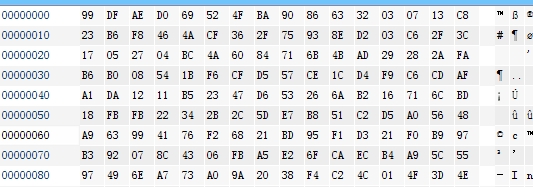 00000000 99 DF AE D0 69 52 4F BA 90 86 63 32 03 07 13 C8 ™ ß ®
00000010 23 B6 F8 46 4A CF 36 2F 75 93 8E D2 03 C6 2F 3C # ¶ ø
00000020 17 05 27 04 BC 4A 60 84 71 6B 4B AD 29 28 2A FA '
00000030 B6 B0 08 54 1B F6 CF D5 57 CE 1C D4 F9 C6 CD AF ¶ ..
00000040 A1 DA 12 11 B5 23 47 D6 53 26 6A B2 16 71 6C BD ¡ Ú
00000050 18 FB FB 22 34 2B 2C 5D E7 B8 51 C2 D5 A0 56 48 û û
00000060 A9 63 99 41 76 F2 68 21 BD 95 F1 D3 21 F0 B9 97 © c ™
00000070 B3 92 07 8C 43 06 FB A5 E2 6F CA EC B4 A9 5C 55 ³ ’
00000080 97 49 6E A7 73 A0 9A 20 38 F4 C2 4C 01 4F 3D 4E — I n